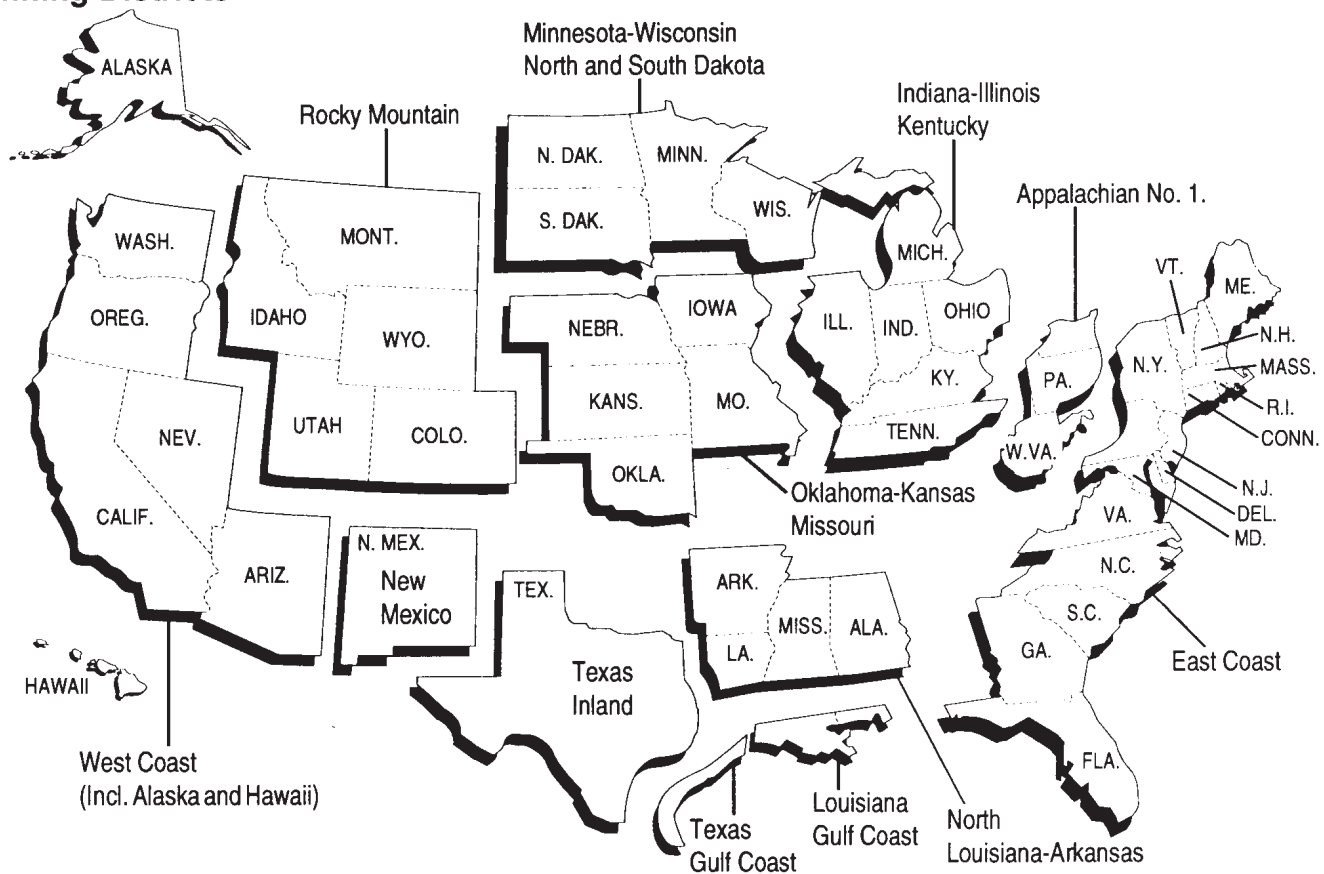 Districts
ALASKA
Minnesota-Wisconsin
North and South Dakota
Rocky Mountain
Indiana-Illinois
Kentucky
Appalachian No. 1.
N. DAK.
MINN.
S. DAK.
WIS.
WASH.
MONT.
MICH.
VT.
ME.
OREG.
IDAHO
WYO.
NEBR.
IOWA
ILL.
IND.
OHIO
N.Y.
N.H.
MASS.
PA.
KY.
KANS.
MO.
R.I.
CONN.
NEV.
UTAH
COLO.
TENN.
W.VA.
OKLA.
N.J.
DEL.
MD.
Oklahoma-Kansas
Missouri
CALIF.
VA.
ARIZ.
N. MEX.
New
Mexico
TEX.
ARK.
N.C.
MISS.
ALA.
S.C.
LA.
GA.
East Coast
HAWAII
Texas
Inland
West Coast
(Incl. Alaska and Hawaii)
FLA.
Texas
Gulf Coast
Louisiana
Gulf Coast
North
Louisiana-Arkansas